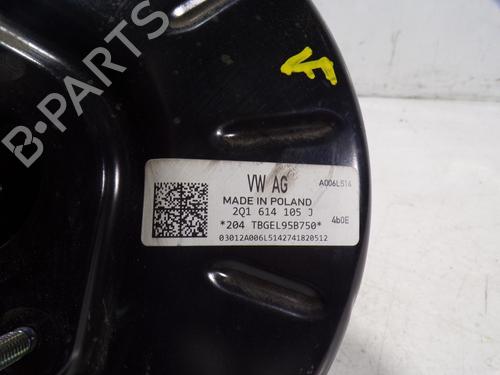 B-PARTS
VW AG
A006L514
MADE IN POLAND
2Q1 614 105 J
4b0E
*204 TBGEL95B750*
03012A006L5142741820512